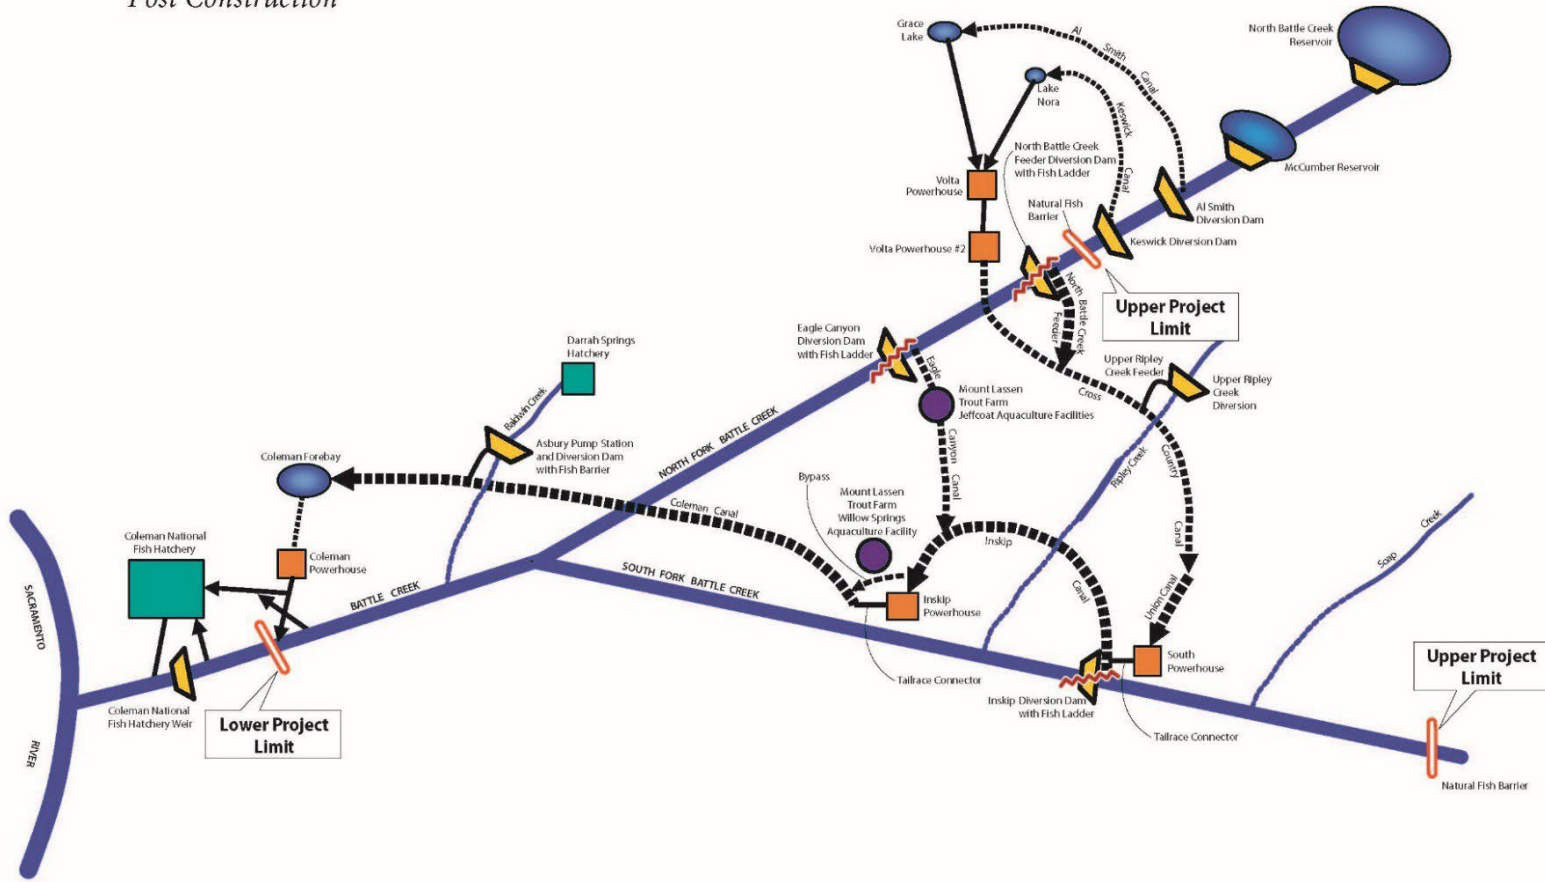 Post Construction
Grace
Lake
Al
Smith
Canal
North Battle Creek
Reservoir
Lake
Nora
Keswick
Canal
McCumber Reservoir
North Battle Creek
Feeder Diversion Dam
with Fish Ladder
Volta
Powerhouse
Natural Fish
Barrier
Al Smith
Diversion Dam
Keswick Diversion Dam
Volta Powerhouse #2
North Battle Creek
Feeder
Upper Project
Limit
Eagle Canyon
Diversion Dam
with Fish Ladder
Eagle
Canyon
Canal
Mount Lassen
Trout Farm
Jeffcoat Aquaculture Facilities
Upper Ripley
Creek Feeder
Upper Ripley
Creek
Diversion
Cross
Country
Canal
Darrah Springs
Hatchery
Baldwin Creek
Asbury Pump Station
and Diversion Dam
with Fish Barrier
NORTH FORK BATTLE CREEK
Ripley Creek
Coleman Forebay
Coleman Canal
Bypass
Mount Lassen
Trout Farm
Willow Springs
Aquaculture Facility
Inskip
Canal
Soap
Creek
Coleman National
Fish Hatchery
Coleman
Powerhouse
BATTLE CREEK
SOUTH FORK BATTLE CREEK
Inskip
Powerhouse
Union Canal
SACRAMENTO
RIVER
South
Powerhouse
Tailrace Connector
Inskip Diversion Dam
with Fish Ladder
Tailrace Connector
Upper Project
Limit
Coleman National
Fish Hatchery Weir
Lower Project
Limit
Natural Fish Barrier